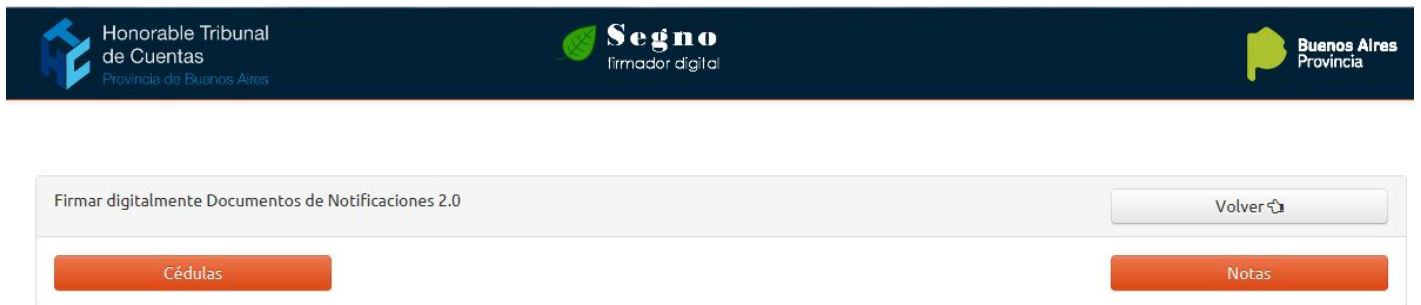 Honorable Tribunal
de Cuentas
Provincia de Buenos Aires
Segno
firmador digital
Buenos Aires
Provincia
Firmar digitalmente Documentos de Notificaciones 2.0
Volver
Cédulas
Notas